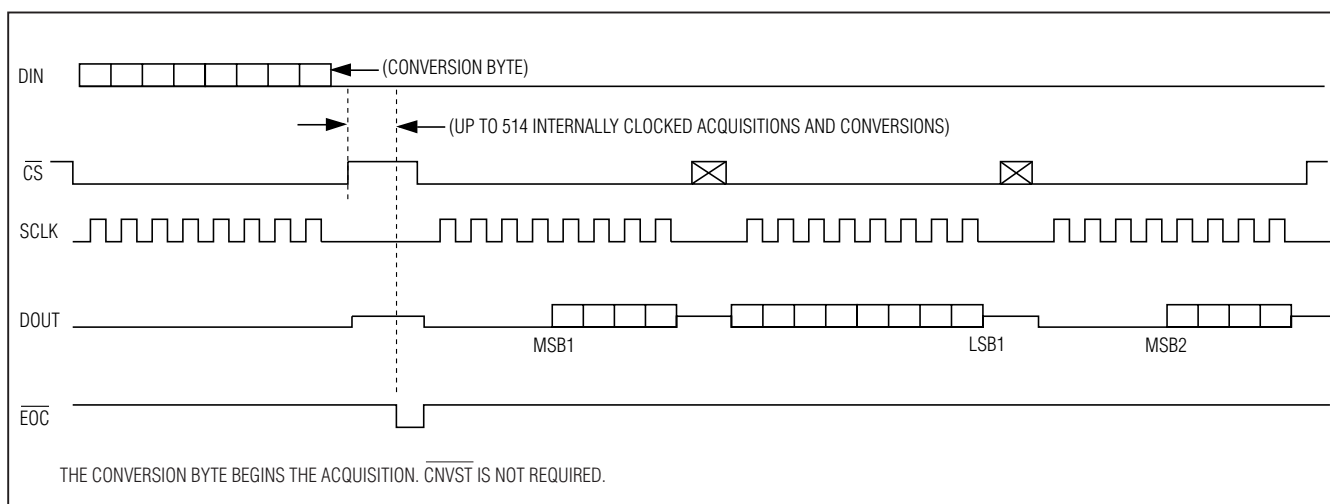 DIN
(CONVERSION BYTE)
(UP TO 514 INTERNALLY CLOCKED ACQUISITIONS AND CONVERSIONS)
CS
SCLK
DOUT
MSB1
LSB1
MSB2
EOC
THE CONVERSION BYTE BEGINS THE ACQUISITION. CNVST IS NOT REQUIRED.